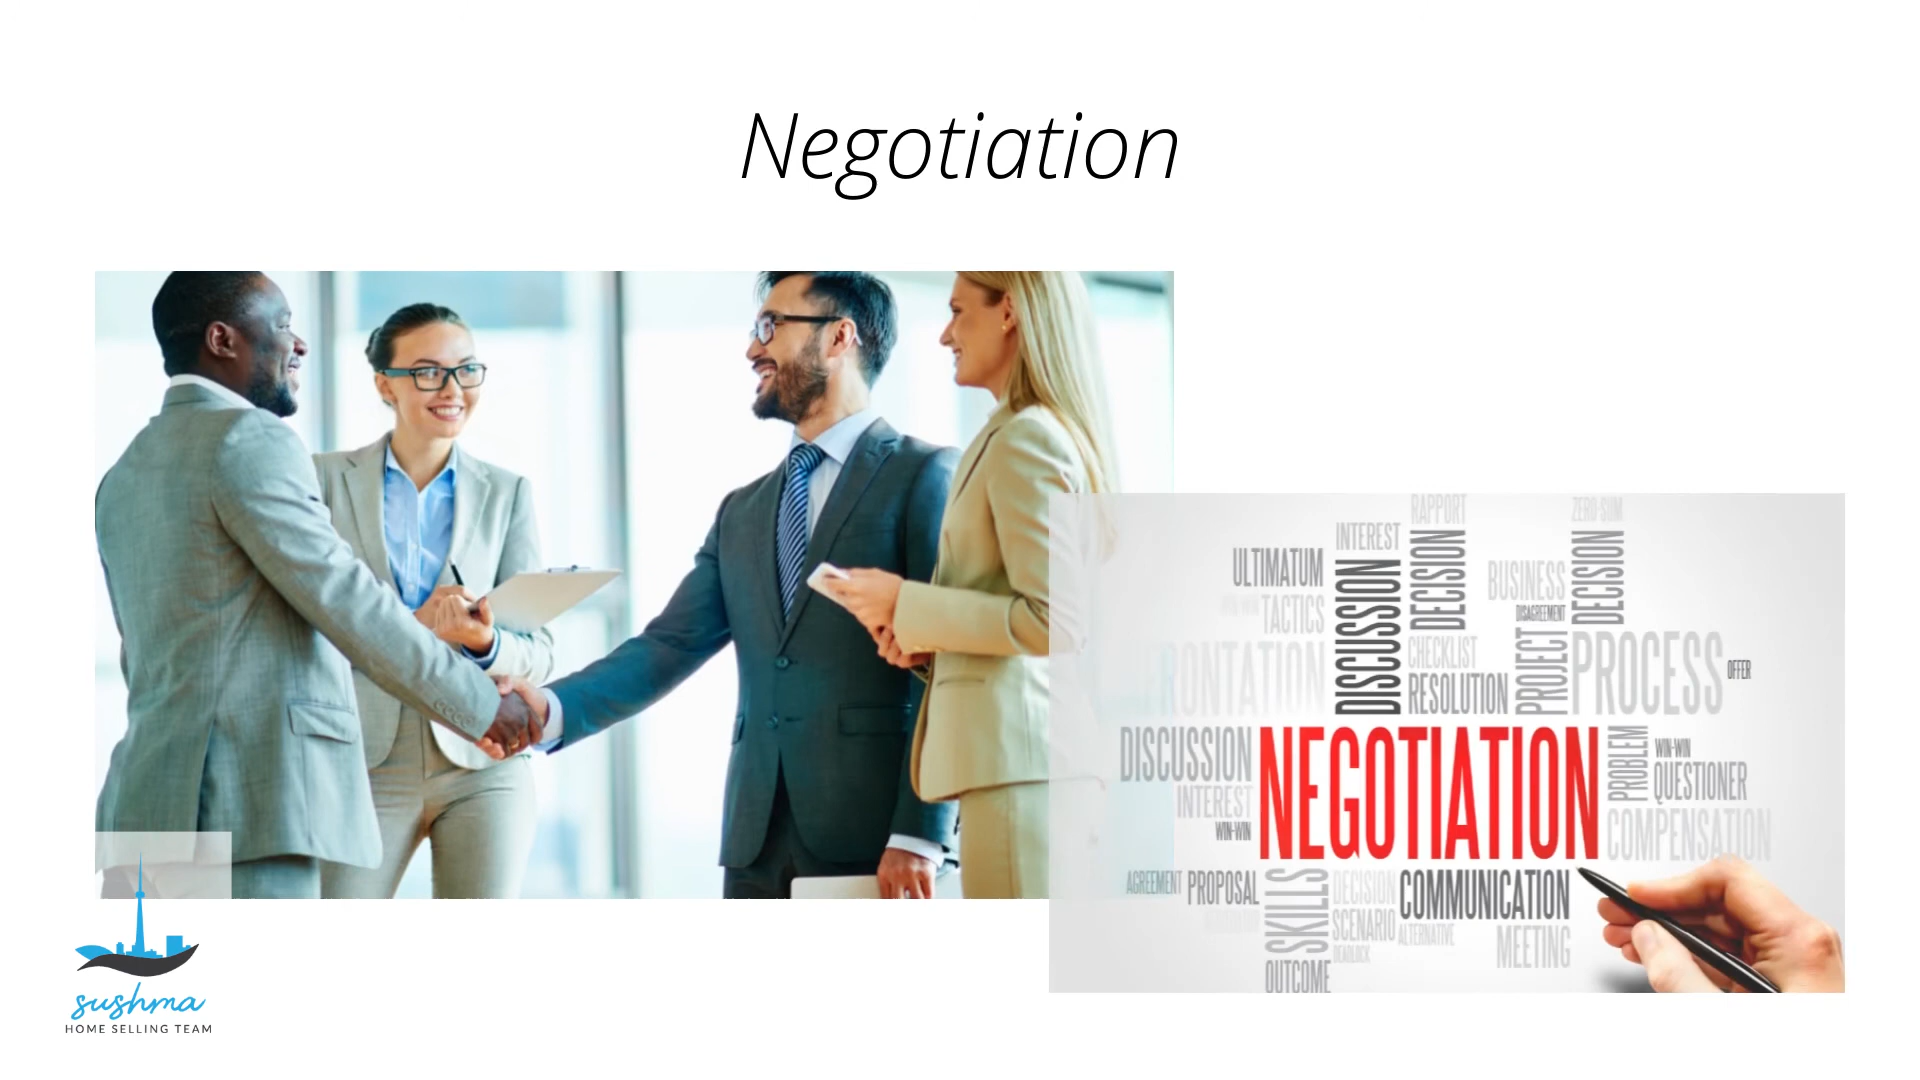 Negotiation
RAPPORT
ZERO-SUM
INTEREST
ULTIMATUM
DISCUSSION
DECISION
BUSINESS
DECISION
TACTICS
DISAGREEMENT
CHECKLIST
PROJECT
PROCESS
OFFER
RONTATION
RESOLUTION
DISCUSSION
NEGOTIATION
PROBLEM
WIN-WIN
QUESTIONER
INTEREST
WIN-WIN
COMPENSATION
AGREEMENT
PROPOSAL
SKILLS
DECISION
COMMUNICATION
SCENARIO
ALTERNATIVE
MEETING
DEADLOCK
OUTCOME
sushma
HOME SELLING TEAM